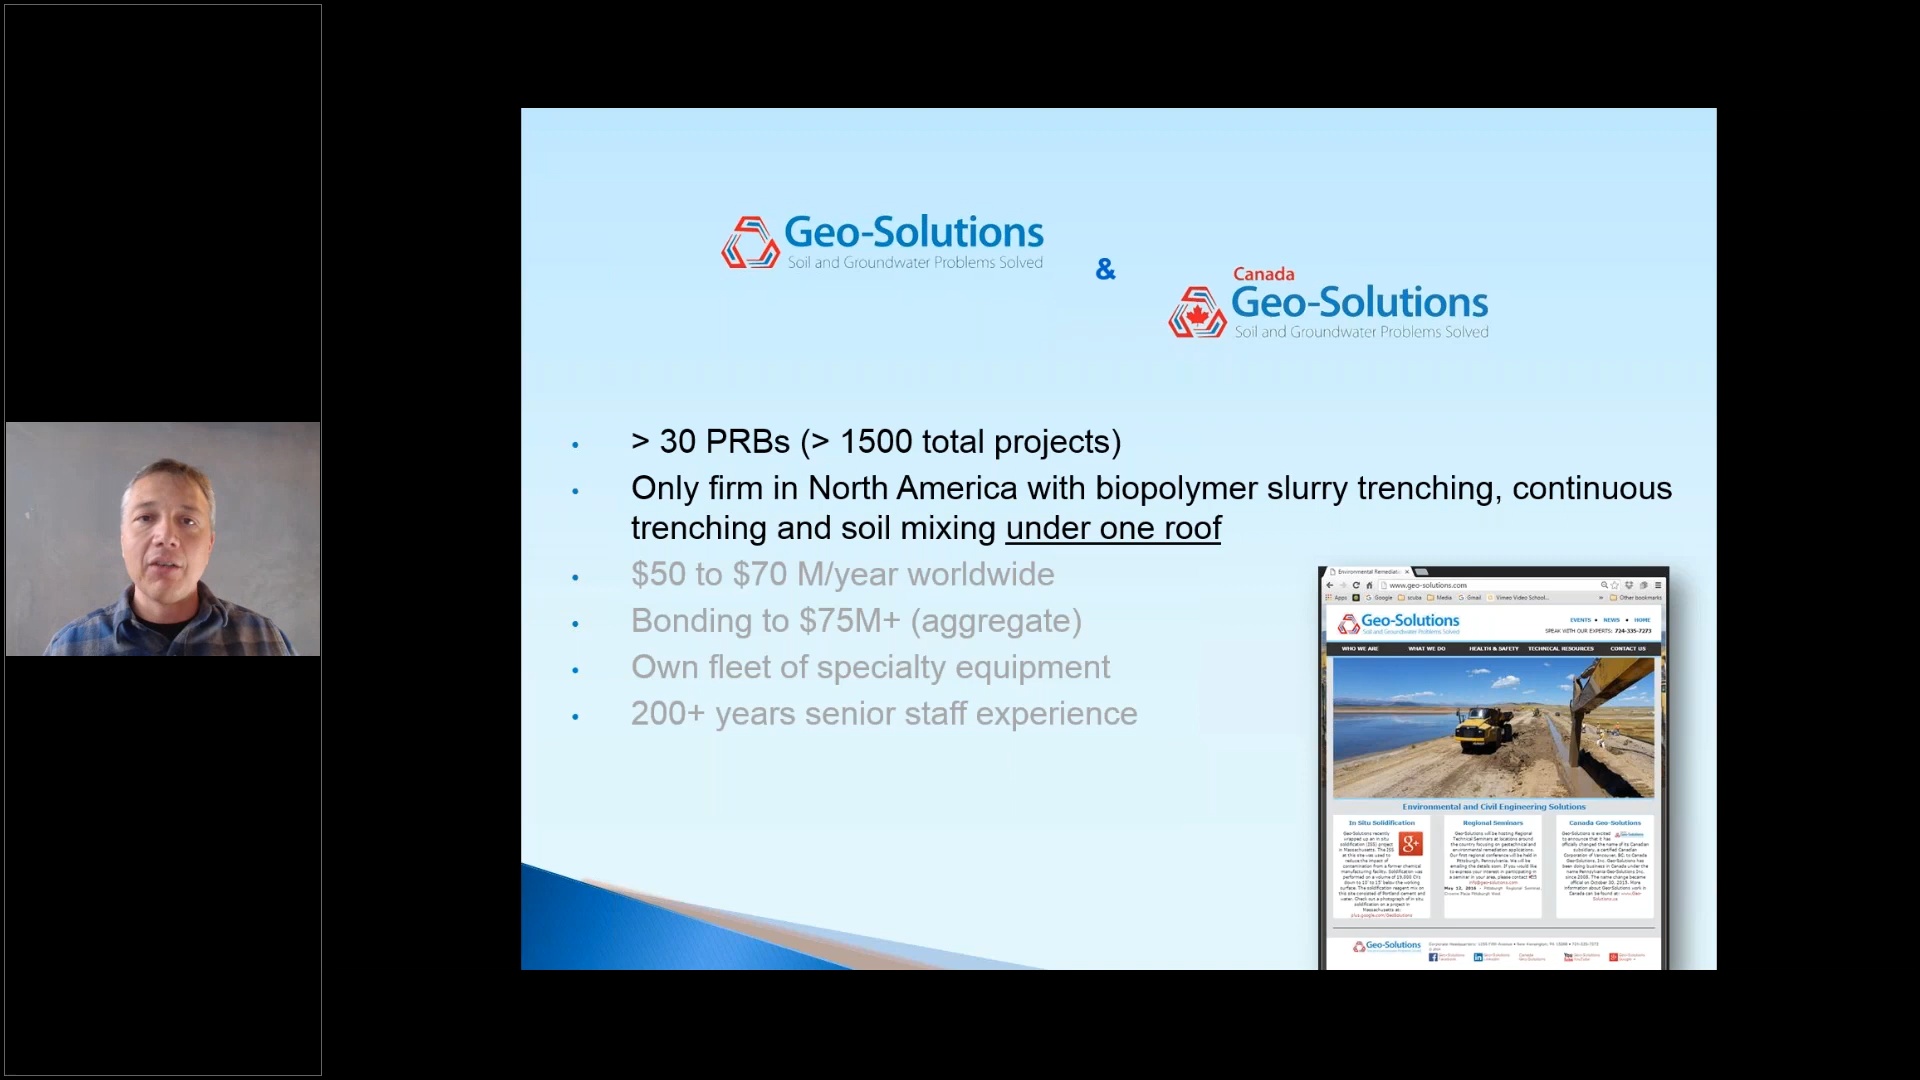 Geo-Solutions
Soil and Groundwater Problems Solved
&
Canada
Geo-Solutions
Soil and Groundwater Problems Solved
> 30 PRBs (> 1500 total projects)
Only firm in North America with biopolymer slurry trenching, continuous
trenching and soil mixing under one roof
$50 to $70 M/year worldwide
Bonding to $75M+ (aggregate)
Own fleet of specialty equipment
200+ years senior staff experience
www.geo-solutions.com
Apps Google scuba Media Gmail Vimeo Video School... » Other bookmarks
Geo-Solutions
Soil and Groundwater Problems Solved
EVENTS • NEWS • HOME
SPEAK WITH OUR EXPERTS: 724-335-7273
WHO WE ARE WHAT WE DO HEALTH & SAFETY TECHNICAL RESOURCES CONTACT US
Environmental and Civil Engineering Solutions
In Situ Solidification
Regional Seminars
Canada Geo-Solutions
Geo-Solutions